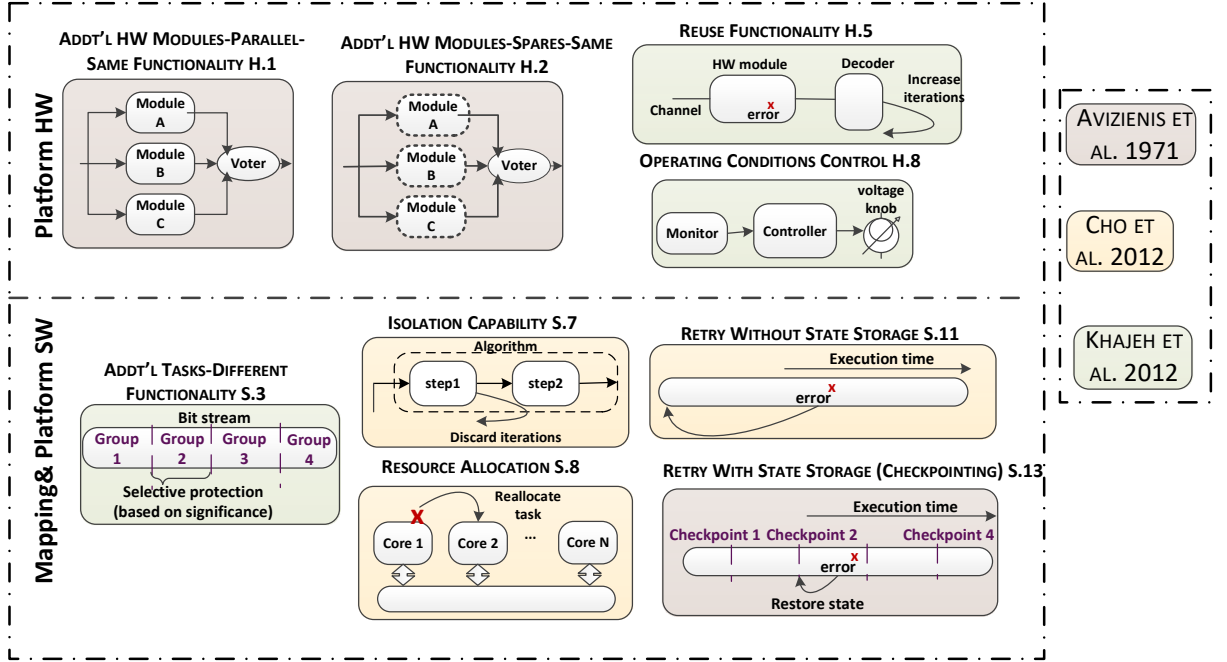 Platform HW
ADDT'L HW MODULES-PARALLEL-
SAME FUNCTIONALITY H.1
Module
A
Module
B
Module
C
Voter
ADDT'L HW MODULES-SPARES-SAME
FUNCTIONALITY H.2
Module
A
Module
B
Module
C
Voter
REUSE FUNCTIONALITY H.5
HW module
Decoder
Channel
x
error
Increase
iterations
OPERATING CONDITIONS CONTROL H.8
Monitor
Controller
voltage
knob
Mapping& Platform SW
ADDT'L TASKS-DIFFERENT
FUNCTIONALITY S.3
Bit stream
Group
1
Group
2
Group
3
Group
4
Selective protection
(based on significance)
ISOLATION CAPABILITY S.7
Algorithm
step1
step2
Discard iterations
RESOURCE ALLOCATION S.8
X
Reallocate
task
Core 1
Core 2
...
Core N
RETRY WITHOUT STATE STORAGE S.11
Execution time
x
error
RETRY WITH STATE STORAGE (CHECKPOINTING) S.13
Execution time
Checkpoint 1
Checkpoint 2
Checkpoint 4
x
error
Restore state
AVIZIENIS ET
AL. 1971
CHO ET
AL. 2012
KHAJEH ET
AL. 2012